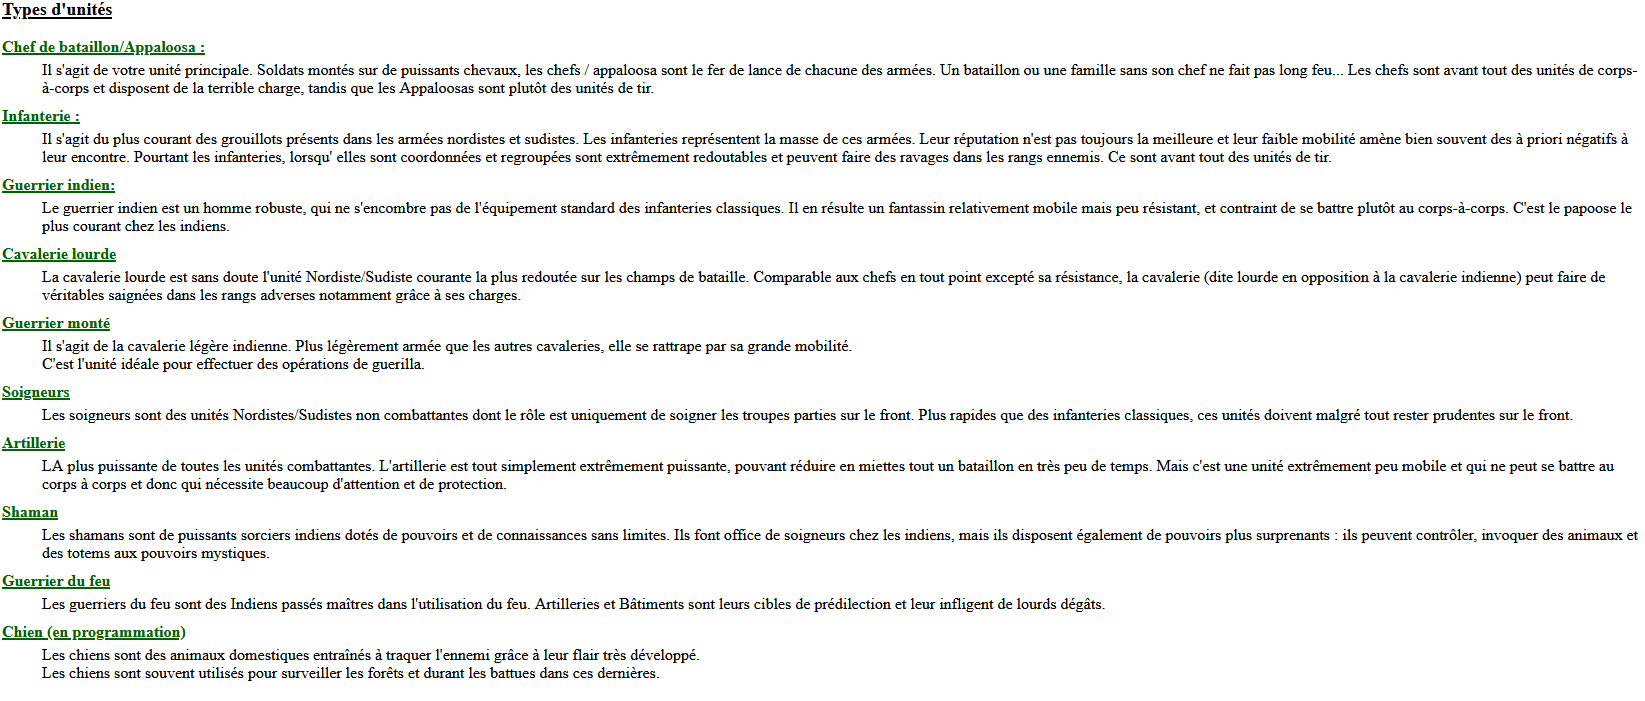 Types d'unités
Chef de bataillon/Appaloosa :
Il s'agit de votre unité principale. Soldats montés sur de puissants chevaux, les chefs / appaloosa sont le fer de lance de chacune des armées. Un bataillon ou une famille sans son chef ne fait pas long feu... Les chefs sont avant tout des unités de corps-
à-corps et disposent de la terrible charge, tandis que les Appaloosas sont plutôt des unités de tir.
Infanterie :
Il s'agit du plus courant des grouillots présents dans les armées nordistes et sudistes. Les infanteries représentent la masse de ces armées. Leur réputation n'est pas toujours la meilleure et leur faible mobilité amène bien souvent des à priori négatifs à
leur encontre. Pourtant les infanteries, lorsqu' elles sont coordonnées et regroupées sont extrêmement redoutables et peuvent faire des ravages dans les rangs ennemis. Ce sont avant tout des unités de tir.
Guerrier indien:
Le guerrier indien est un homme robuste, qui ne s'encombre pas de l'équipement standard des infanteries classiques. Il en résulte un fantassin relativement mobile mais peu résistant, et contraint de se battre plutôt au corps-à-corps. C'est le papoose le
plus courant chez les indiens.
Cavalerie lourde
La cavalerie lourde est sans doute l'unité Nordiste/Sudiste courante la plus redoutée sur les champs de bataille. Comparable aux chefs en tout point excepté sa résistance, la cavalerie (dite lourde en opposition à la cavalerie indienne) peut faire de
véritables saignées dans les rangs adverses notamment grâce à ses charges.
Guerrier monté
Il s'agit de la cavalerie légère indienne. Plus légèrement armée que les autres cavaleries, elle se rattrape par sa grande mobilité.
C'est l'unité idéale pour effectuer des opérations de guerilla.
Soigneurs
Les soigneurs sont des unités Nordistes/Sudistes non combattantes dont le rôle est uniquement de soigner les troupes parties sur le front. Plus rapides que des infanteries classiques, ces unités doivent malgré tout rester prudentes sur le front.
Artillerie
LA plus puissante de toutes les unités combattantes. L'artillerie est tout simplement extrêmement puissante, pouvant réduire en miettes tout un bataillon en très peu de temps. Mais c'est une unité extrêmement peu mobile et qui ne peut se battre au
corps à corps et donc qui nécessite beaucoup d'attention et de protection.
Shaman
Les shamans sont de puissants sorciers indiens dotés de pouvoirs et de connaissances sans limites. Ils font office de soigneurs chez les indiens, mais ils disposent également de pouvoirs plus surprenants : ils peuvent contrôler, invoquer des animaux et
des totems aux pouvoirs mystiques.
Guerrier du feu
Les guerriers du feu sont des Indiens passés maîtres dans l'utilisation du feu. Artilleries et Bâtiments sont leurs cibles de prédilection et leur infligent de lourds dégâts.
Chien (en programmation)
Les chiens sont des animaux domestiques entraînés à traquer l'ennemi grâce à leur flair très développé.
Les chiens sont souvent utilisés pour surveiller les forêts et durant les battues dans ces dernières.